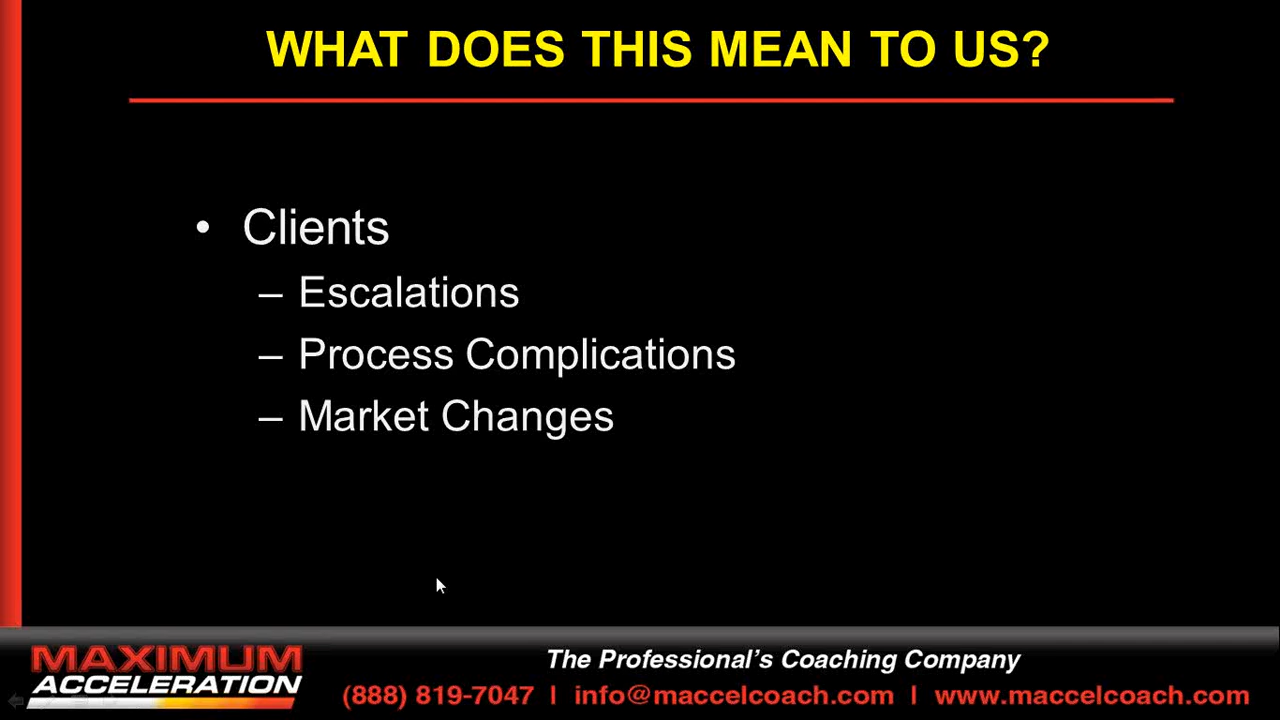 WHAT DOES THIS MEAN TO US?
• Clients
– Escalations
– Process Complications
– Market Changes
MAXIMUM
ACCELERATION
The Professional's Coaching Company
(888) 819-7047 | info@maccelcoach.com | www.maccelcoach.com